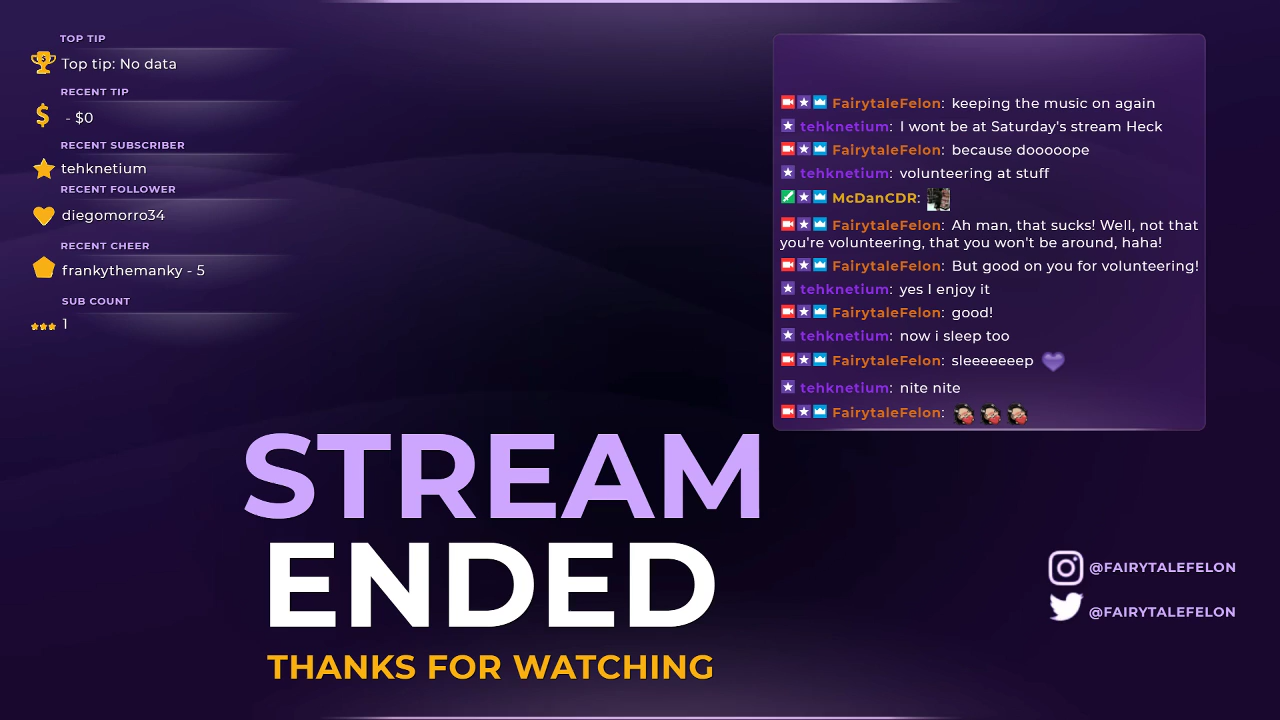 TOP TIP
Top tip: No data
RECENT TIP
- $0
RECENT SUBSCRIBER
tehknetium
RECENT FOLLOWER
diegomorro34
RECENT CHEER
frankythemanky - 5
SUB COUNT
1
FairytaleFelon: keeping the music on again
tehknetium: I wont be at Saturday's stream Heck
FairytaleFelon: because dooooope
tehknetium: volunteering at stuff
McDanCDR:
FairytaleFelon: Ah man, that sucks! Well, not that
you're volunteering, that you won't be around, haha!
FairytaleFelon: But good on you for volunteering!
tehknetium: yes I enjoy it
FairytaleFelon: good!
tehknetium: now i sleep too
FairytaleFelon: sleeeeeeep
tehknetium: nite nite
FairytaleFelon:
STREAM
ENDED
THANKS FOR WATCHING
@FAIRYTALEFELON
@FAIRYTALEFELON